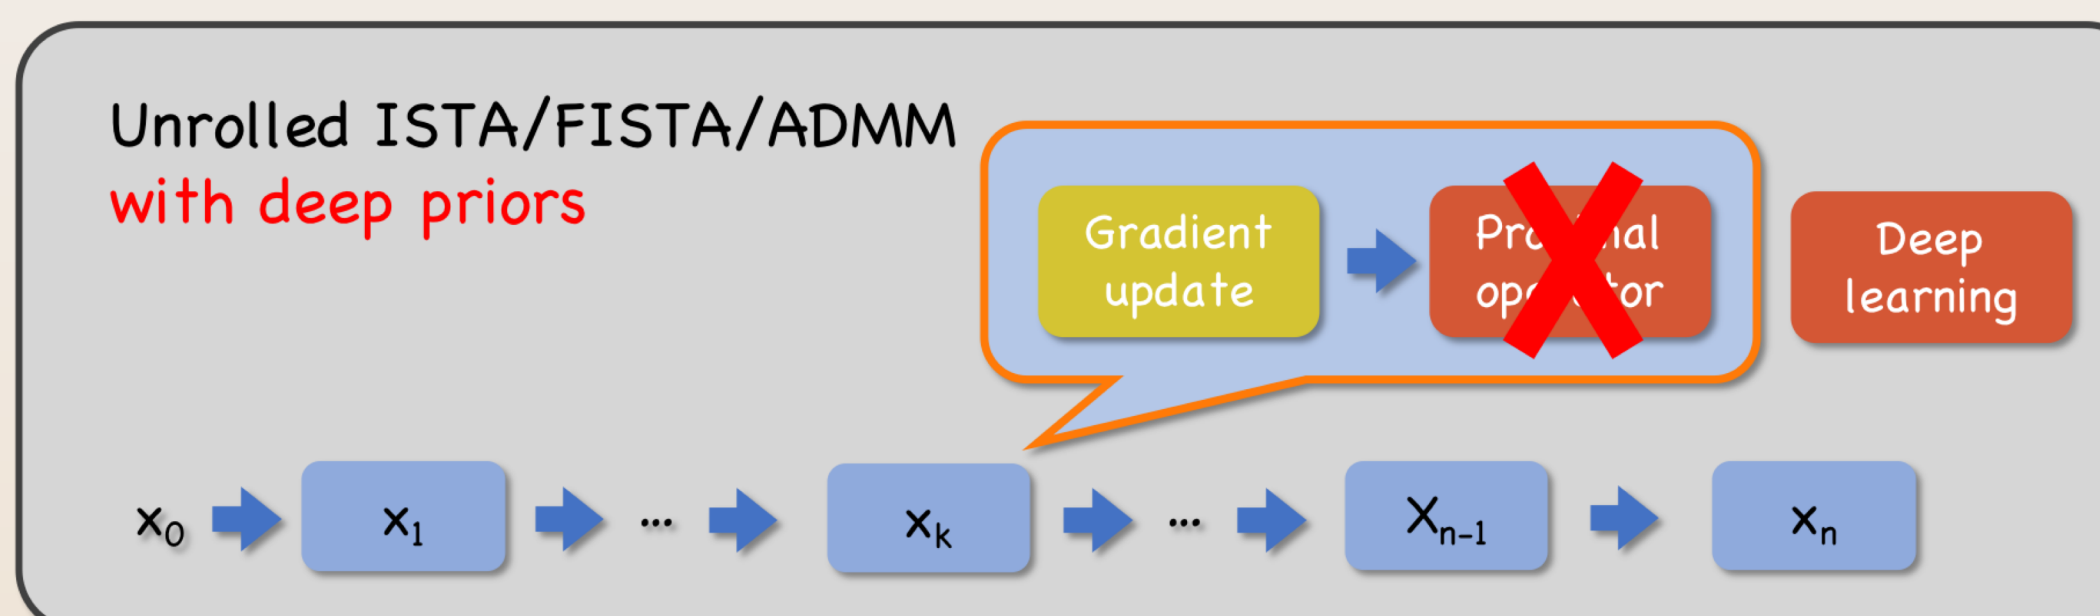 Unrolled ISTA/FISTA/ADMM
with deep priors
Gradient
update
Deep
learning
x₀
x₁
...
xₖ
...
Xₙ₋₁
xₙ